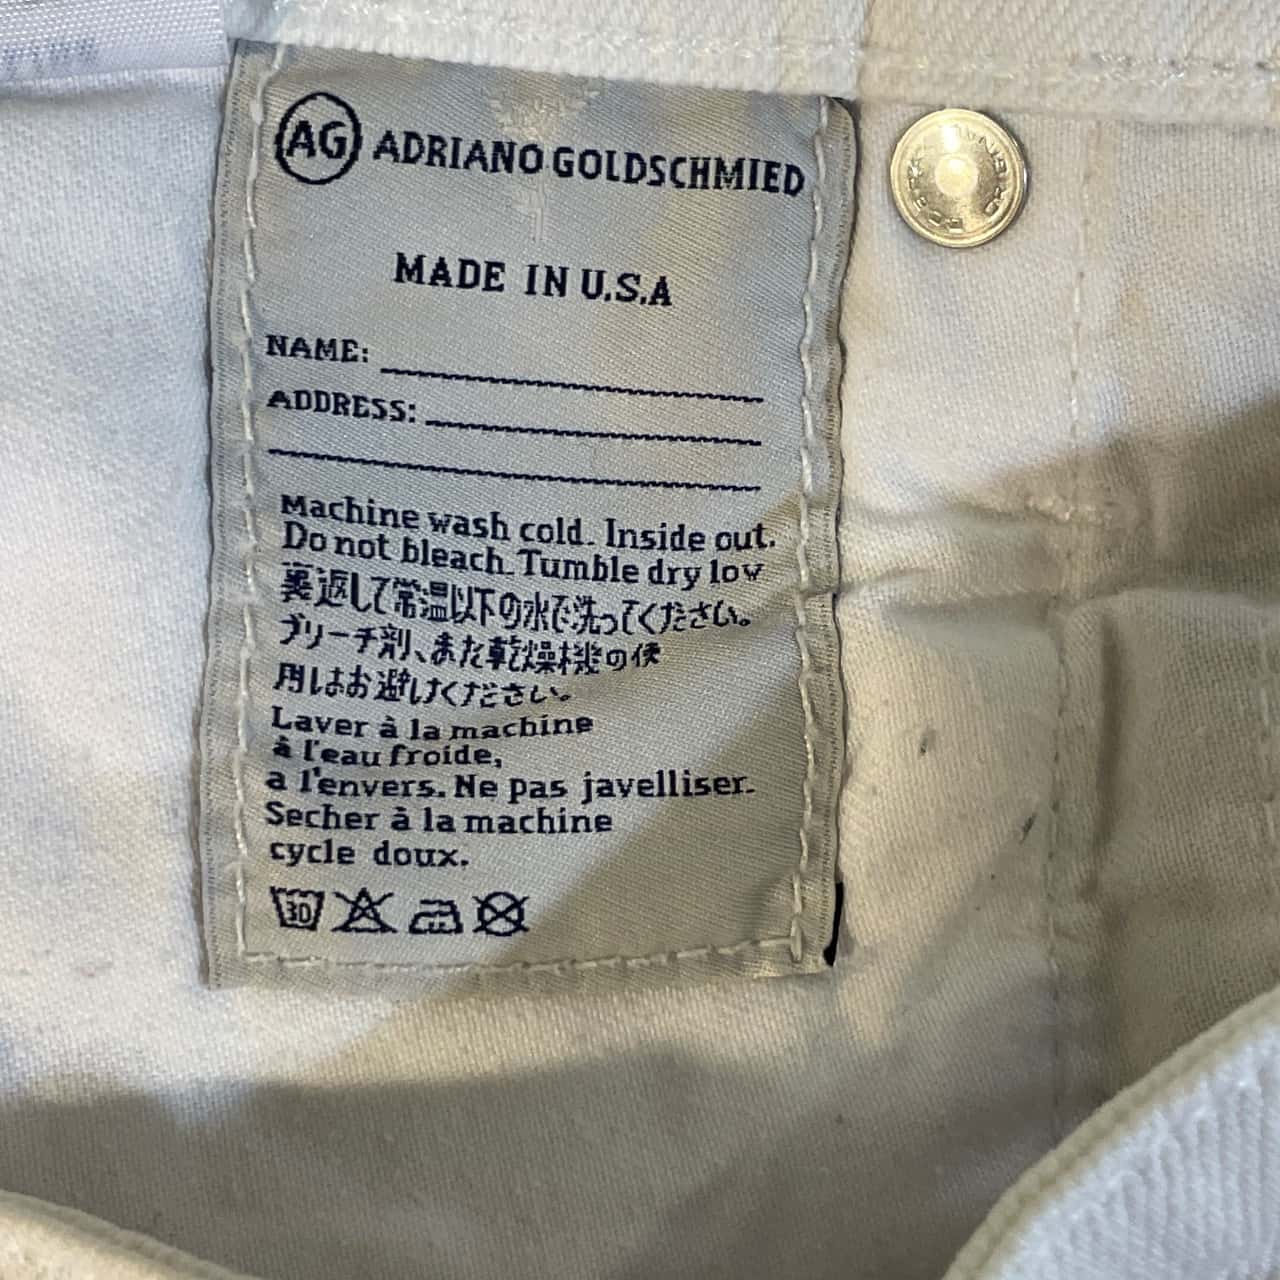 AG ADRIANO GOLDSCHMIED
MADE IN U.S.A
NAME:
ADDRESS:
Machine wash cold. Inside out.
Do not bleach. Tumble dry low
裏返して常温以下の水で洗ってください。
ブリーチ剤、また乾燥機の使
用はお避けください。
Laver à la machine
à l'eau froide,
a l'envers. Ne pas javelliser.
Secher à la machine
cycle doux.
30